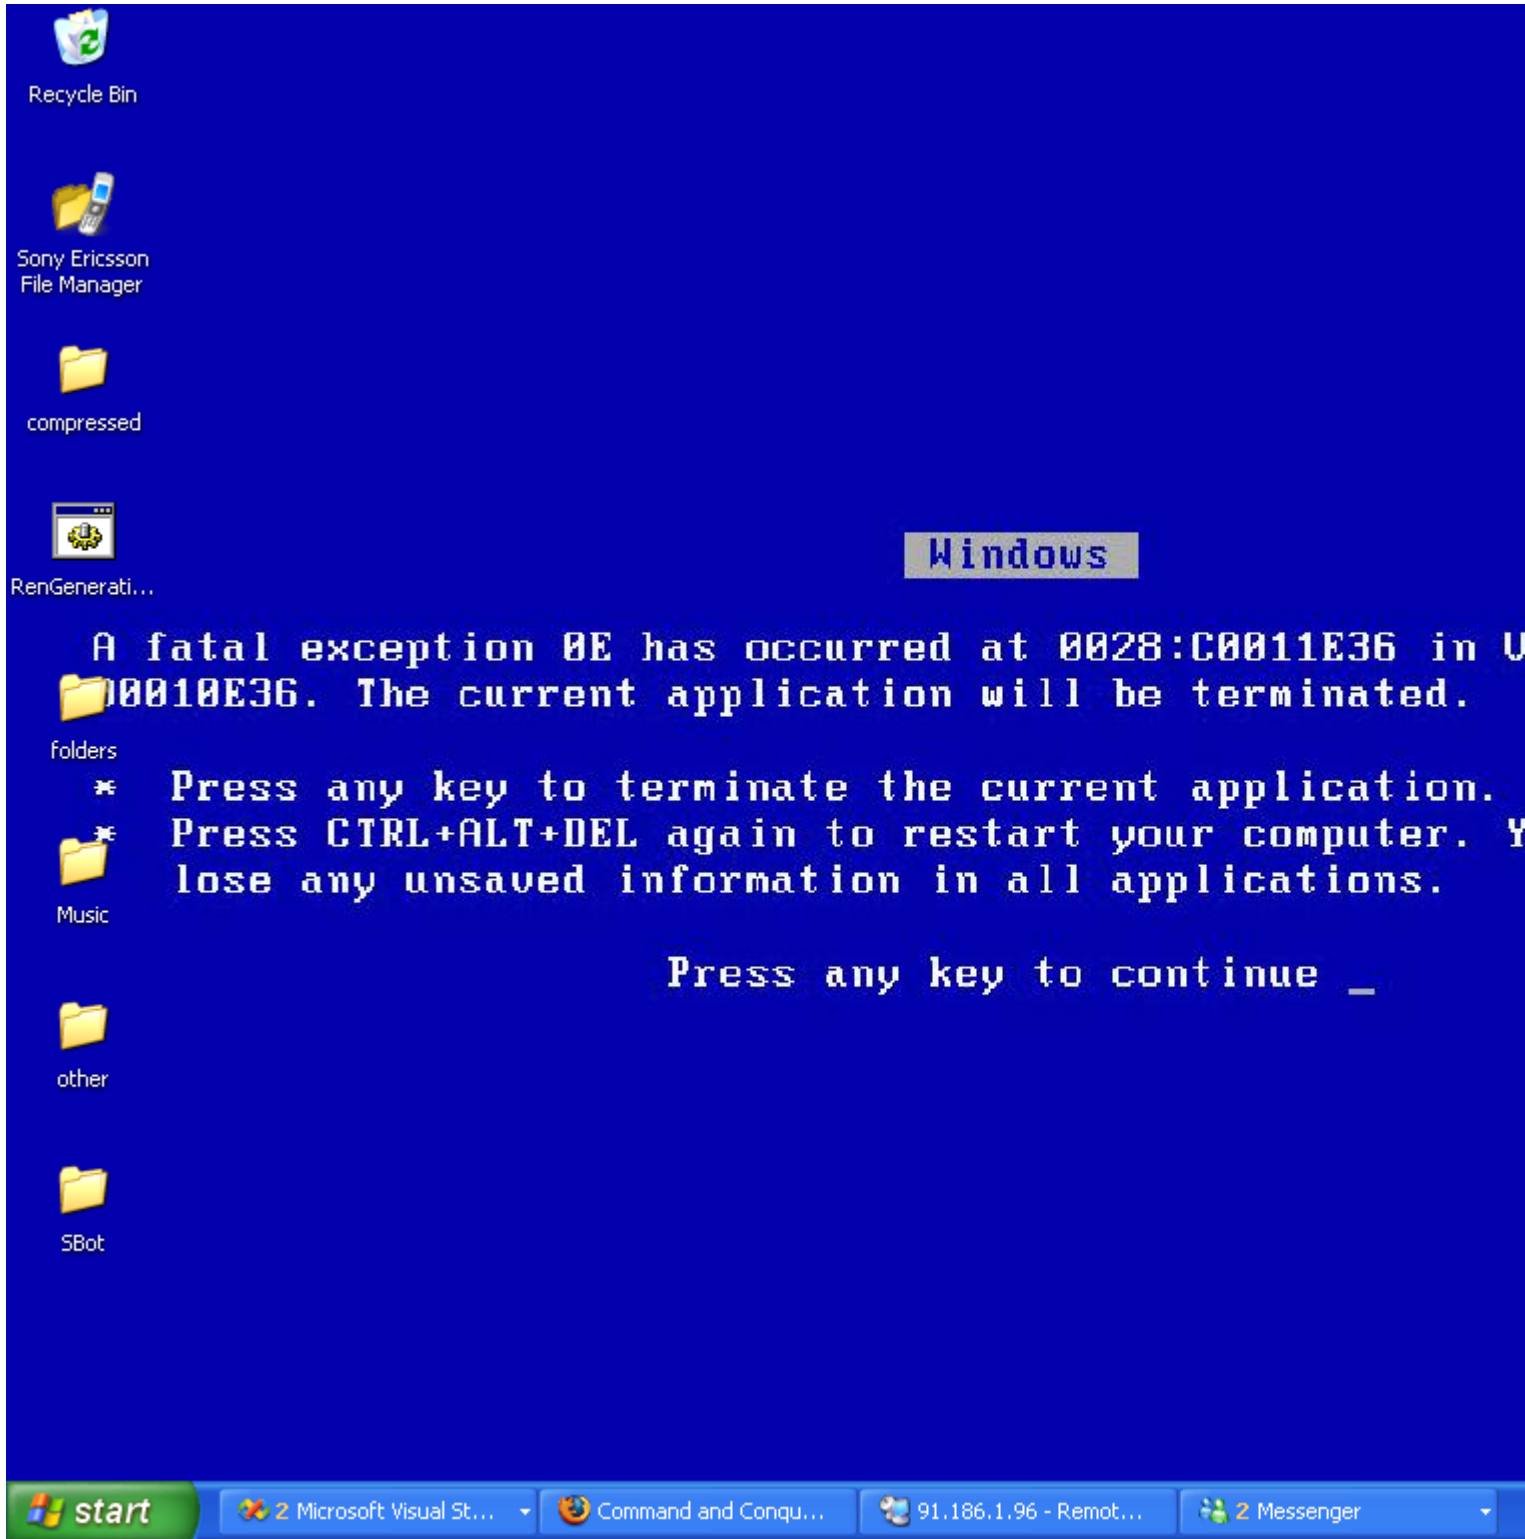 Recycle Bin
Sony Ericsson
File Manager
compressed
RenGenerati...
Windows
A fatal exception 0E has occurred at 0028:C0011E36 in
00010E36. The current application will be terminated.
folders
* Press any key to terminate the current application.
* Press CTRL+ALT+DEL again to restart your computer. Y
lose any unsaved information in all applications.
Music
Press any key to continue _
other
SBot
start
2 Microsoft Visual St...
Command and Conqu...
91.186.1.96 - Remot...
2 Messenger